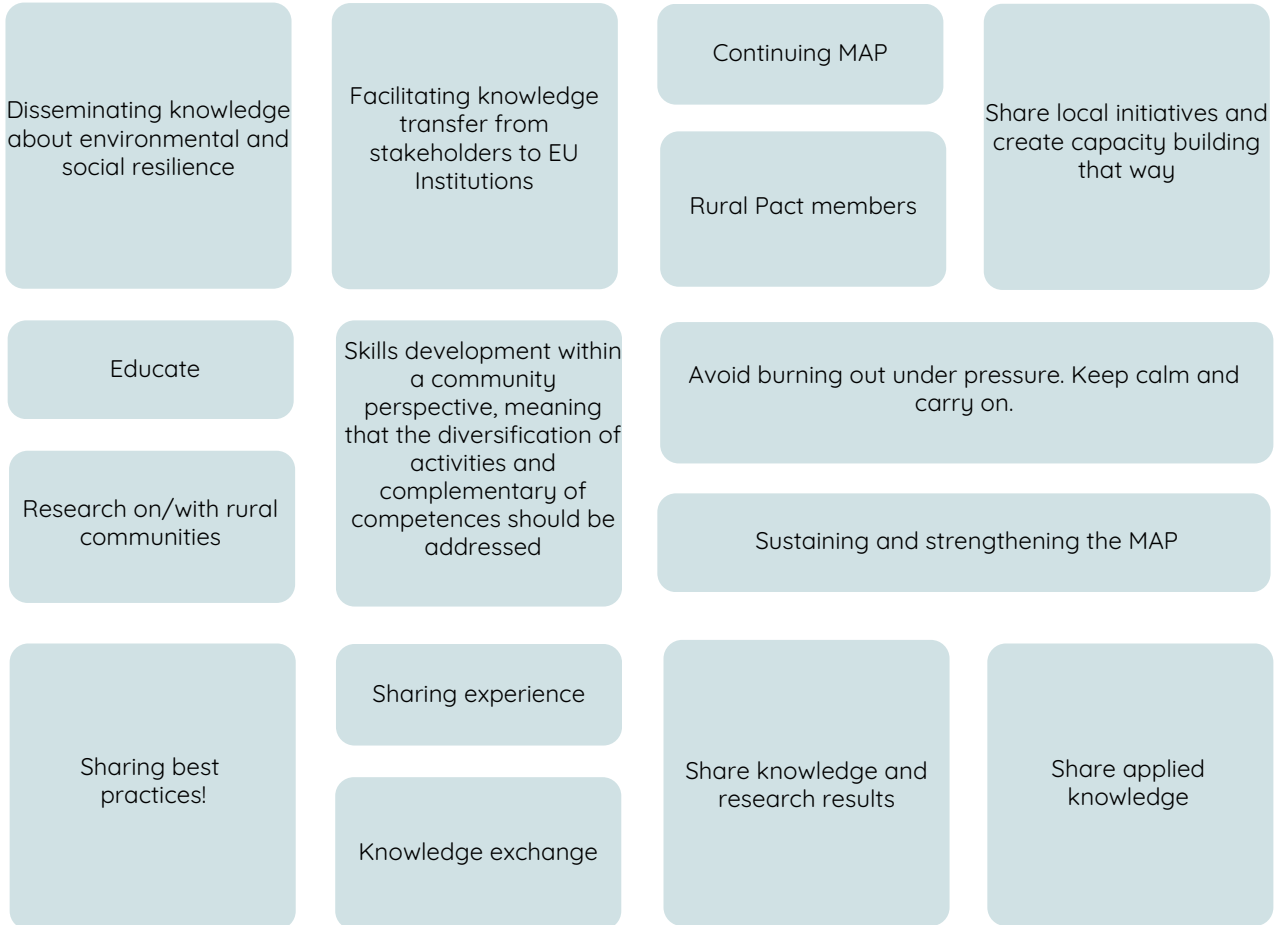 Disseminating knowledge
about environmental and
social resilience
Facilitating knowledge
transfer from
stakeholders to EU
Institutions
Continuing MAP
Rural Pact members
Share local initiatives and
create capacity building
that way
Educate
Research on/with rural
communities
Skills development within
a community
perspective, meaning
that the diversification of
activities and
complementary of
competences should be
addressed
Avoid burning out under pressure. Keep calm and
carry on.
Sustaining and strengthening the MAP
Sharing best
practices!
Sharing experience
Knowledge exchange
Share knowledge and
research results
Share applied
knowledge